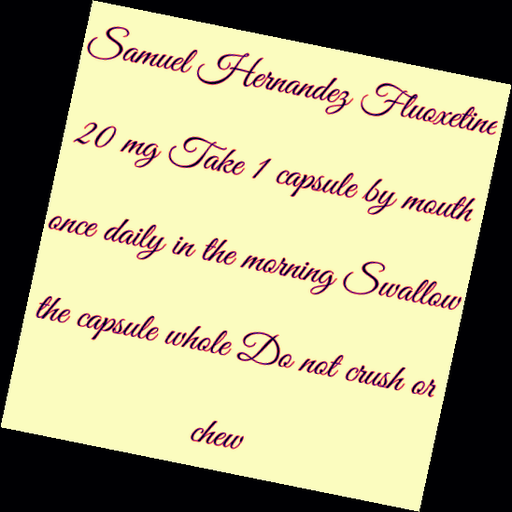 Samuel Hernandez Fluoxetine
20 mg Take 1 capsule by mouth
once daily in the morning Swallow
the capsule whole Do not crush or
chew